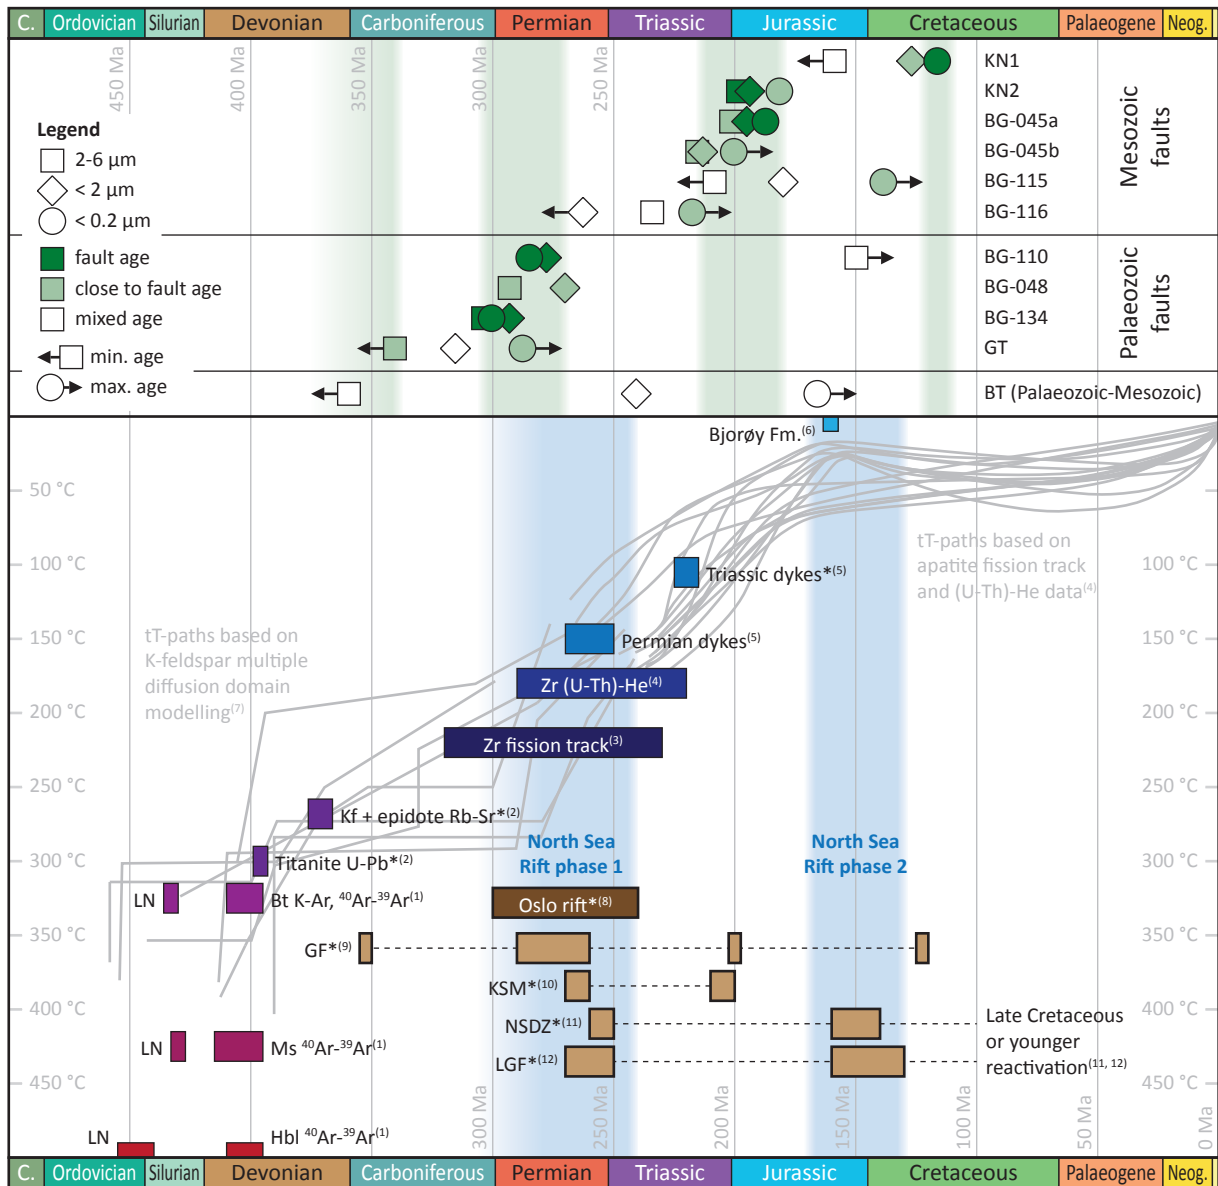 C. Ordovician Silurian Devonian Carboniferous Permian Triassic Jurassic Cretaceous Palaeogene Neog.
450 Ma
400 Ma
350 Ma
300 Ma
250 Ma
Legend
2-6 µm
< 2 µm
< 0.2 µm
fault age
close to fault age
mixed age
min. age
max. age
KN1
KN2
BG-045a
BG-045b
BG-115
BG-116
Mesozoic
faults
BG-110
BG-048
BG-134
GT
Palaeozoic
faults
BT (Palaeozoic-Mesozoic)
Bjorøy Fm.(6)
50 °C
100 °C
150 °C
200 °C
250 °C
300 °C
350 °C
400 °C
450 °C
100 °C
150 °C
200 °C
250 °C
300 °C
350 °C
400 °C
450 °C
tT-paths based on
apatite fission track
and (U-Th)-He data(4)
Triassic dykes*(5)
Permian dykes(5)
tT-paths based on
K-feldspar multiple
diffusion domain
modelling(7)
Zr (U-Th)-He(4)
Zr fission track(3)
Kf + epidote Rb-Sr*(2)
North Sea
Rift phase 1
North Sea
Rift phase 2
Titanite U-Pb*(2)
LN
Bt K-Ar, 40Ar-39Ar(1)
Oslo rift*(8)
GF*(9)
KSM*(10)
NSDZ*(11)
LGF*(12)
Late Cretaceous
or younger
reactivation(11, 12)
LN
Ms 40Ar-39Ar(1)
LN
Hbl 40Ar-39Ar(1)
300 Ma
250 Ma
200 Ma
150 Ma
100 Ma
50 Ma
0 Ma
C. Ordovician Silurian Devonian Carboniferous Permian Triassic Jurassic Cretaceous Palaeogene Neog.